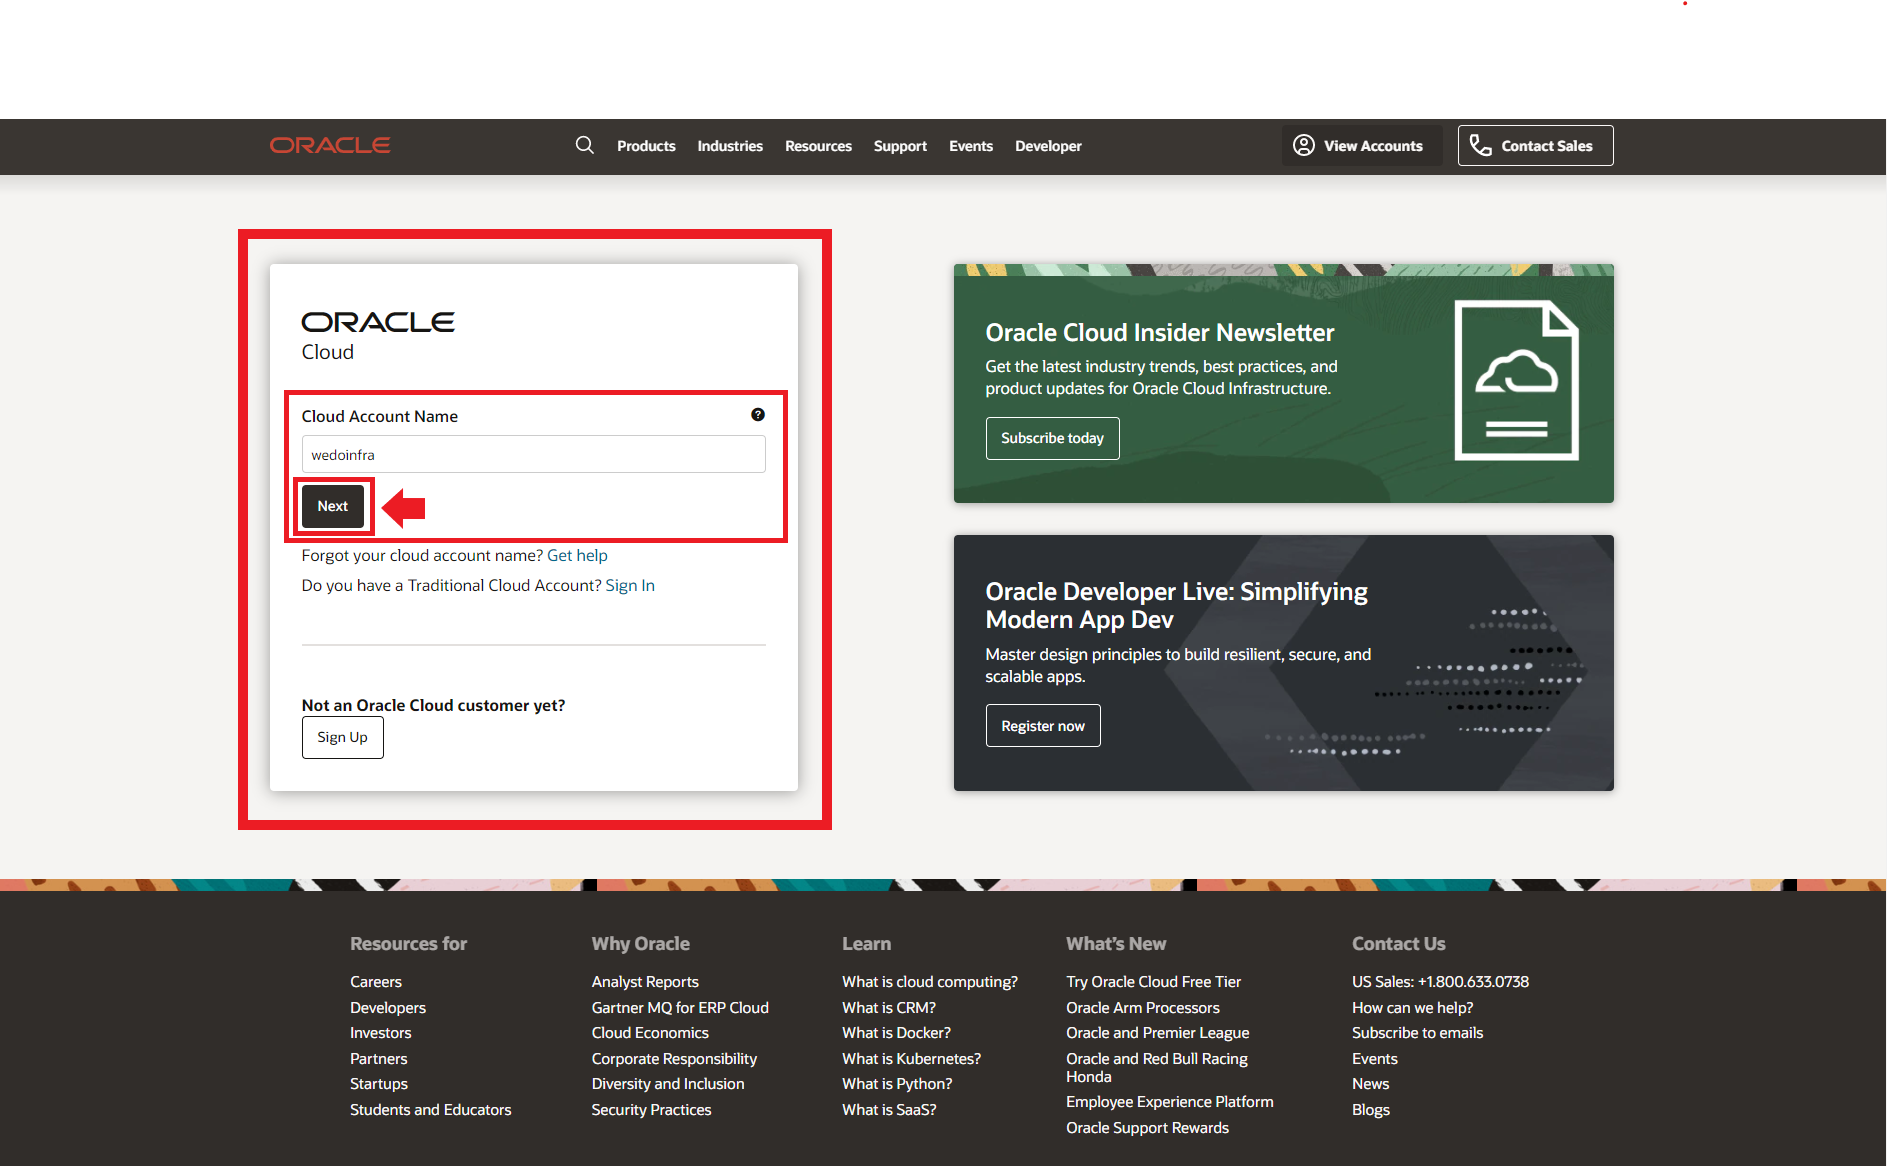 ORACLE
Products Industries Resources Support Events Developer
View Accounts
Contact Sales
ORACLE
Cloud
Cloud Account Name
?
wedoinfra
Next
Forgot your cloud account name? Get help
Do you have a Traditional Cloud Account? Sign In
Not an Oracle Cloud customer yet?
Sign Up
Oracle Cloud Insider Newsletter
Get the latest industry trends, best practices, and
product updates for Oracle Cloud Infrastructure.
Subscribe today
Oracle Developer Live: Simplifying
Modern App Dev
Master design principles to build resilient, secure, and
scalable apps.
Register now
Resources for
Careers
Developers
Investors
Partners
Startups
Students and Educators
Why Oracle
Analyst Reports
Gartner MQ for ERP Cloud
Cloud Economics
Corporate Responsibility
Diversity and Inclusion
Security Practices
Learn
What is cloud computing?
What is CRM?
What is Docker?
What is Kubernetes?
What is Python?
What is SaaS?
What's New
Try Oracle Cloud Free Tier
Oracle Arm Processors
Oracle and Premier League
Oracle and Red Bull Racing
Honda
Employee Experience Platform
Oracle Support Rewards
Contact Us
US Sales: +1.800.633.0738
How can we help?
Subscribe to emails
Events
News
Blogs